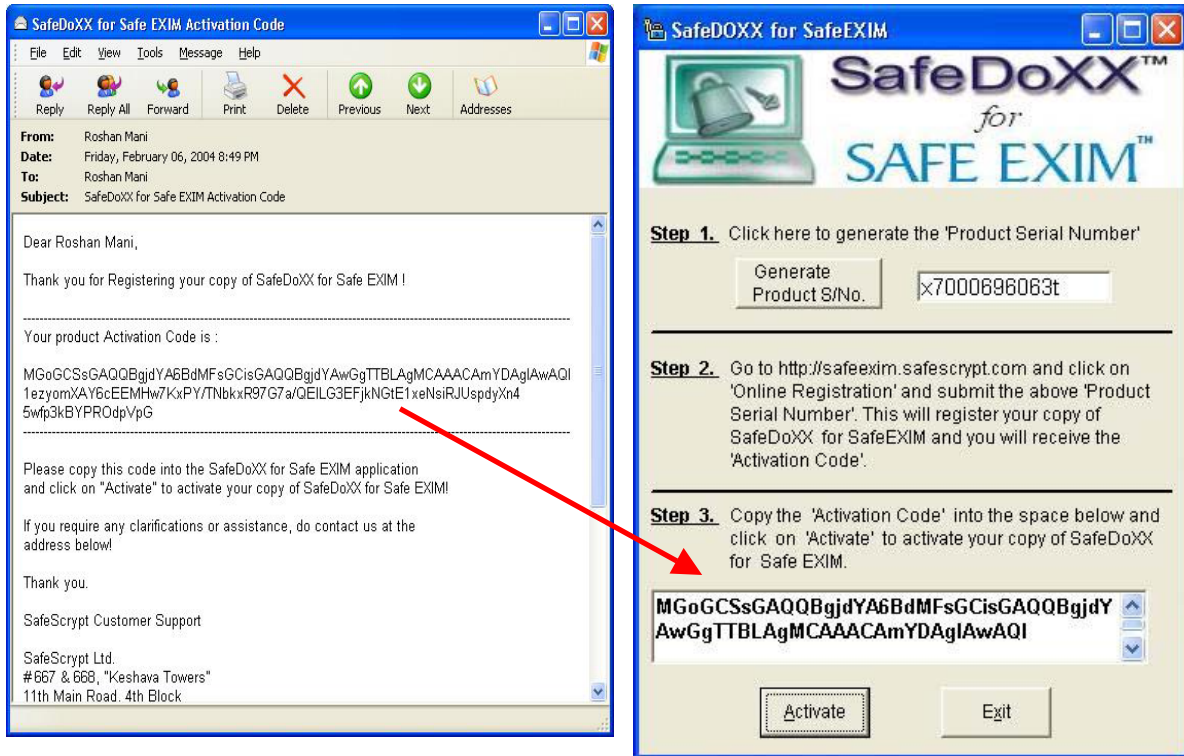 SafeDoXX for Safe EXIM Activation Code
File Edit View Tools Message Help
Reply Reply All Forward Print Delete Previous Next Addresses
From: Roshan Mani
Date: Friday, February 06, 2004 8:49 PM
To: Roshan Mani
Subject: SafeDoXX for Safe EXIM Activation Code
Dear Roshan Mani,
Thank you for Registering your copy of SafeDoXX for Safe EXIM !
Your product Activation Code is :
MGoGCSsGAQQBgjdYA6BdMFsGCisGAQQBgjdYAwGgTTBLAgMCAAACAmYDAgIAwAQI
1ezyomXAY6cEEMHw7KxPY/TNbkxR97G7a/QEILG3EFjkNGtE1xeNsiRJUspdyXn4
5wfp3kBYPROdpVpG
Please copy this code into the SafeDoXX for Safe EXIM application
and click on "Activate" to activate your copy of SafeDoXX for Safe EXIM!
If you require any clarifications or assistance, do contact us at the
address below!
Thank you.
SafeScrypt Customer Support
SafeScrypt Ltd.
#667 & 668, "Keshava Towers"
11th Main Road. 4th Block
SafeDOXX for SafeEXIM
SafeDoXX™
for
SAFE EXIM™
Step 1. Click here to generate the 'Product Serial Number'
Generate
Product S/No.
x7000696063t
Step 2. Go to http://safeexim.safescrypt.com and click on
'Online Registration' and submit the above 'Product
Serial Number'. This will register your copy of
SafeDoXX for SafeEXIM and you will receive the
'Activation Code'.
Step 3. Copy the 'Activation Code' into the space below and
click on 'Activate' to activate your copy of SafeDoXX
for Safe EXIM.
MGoGCSsGAQQBgjdYA6BdMFsGCisGAQQBgjdY
AwGgTTBLAgMCAAACAmYDAgIAwAQI
Activate Exit